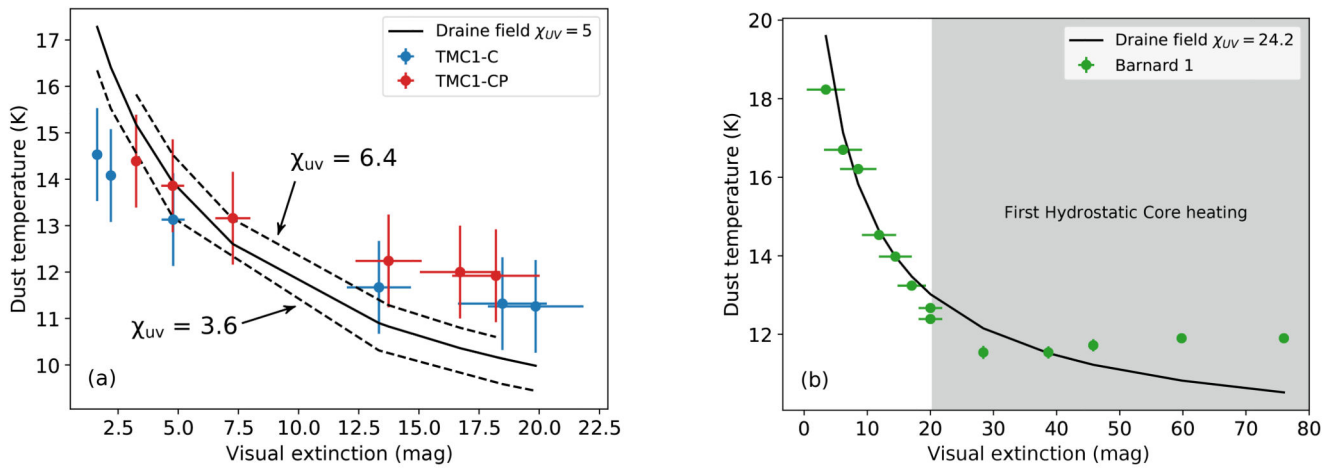 17
16
15
14
13
12
11
10
Dust temperature (K)
Draine field χUV = 5
TMC1-C
TMC1-CP
χuv = 6.4
χuv = 3.6
(a)
2.5 5.0 7.5 10.0 12.5 15.0 17.5 20.0 22.5
Visual extinction (mag)
20
18
16
14
12
Dust temperature (K)
Draine field χUV = 24.2
Barnard 1
First Hydrostatic Core heating
(b)
0 10 20 30 40 50 60 70 80
Visual extinction (mag)